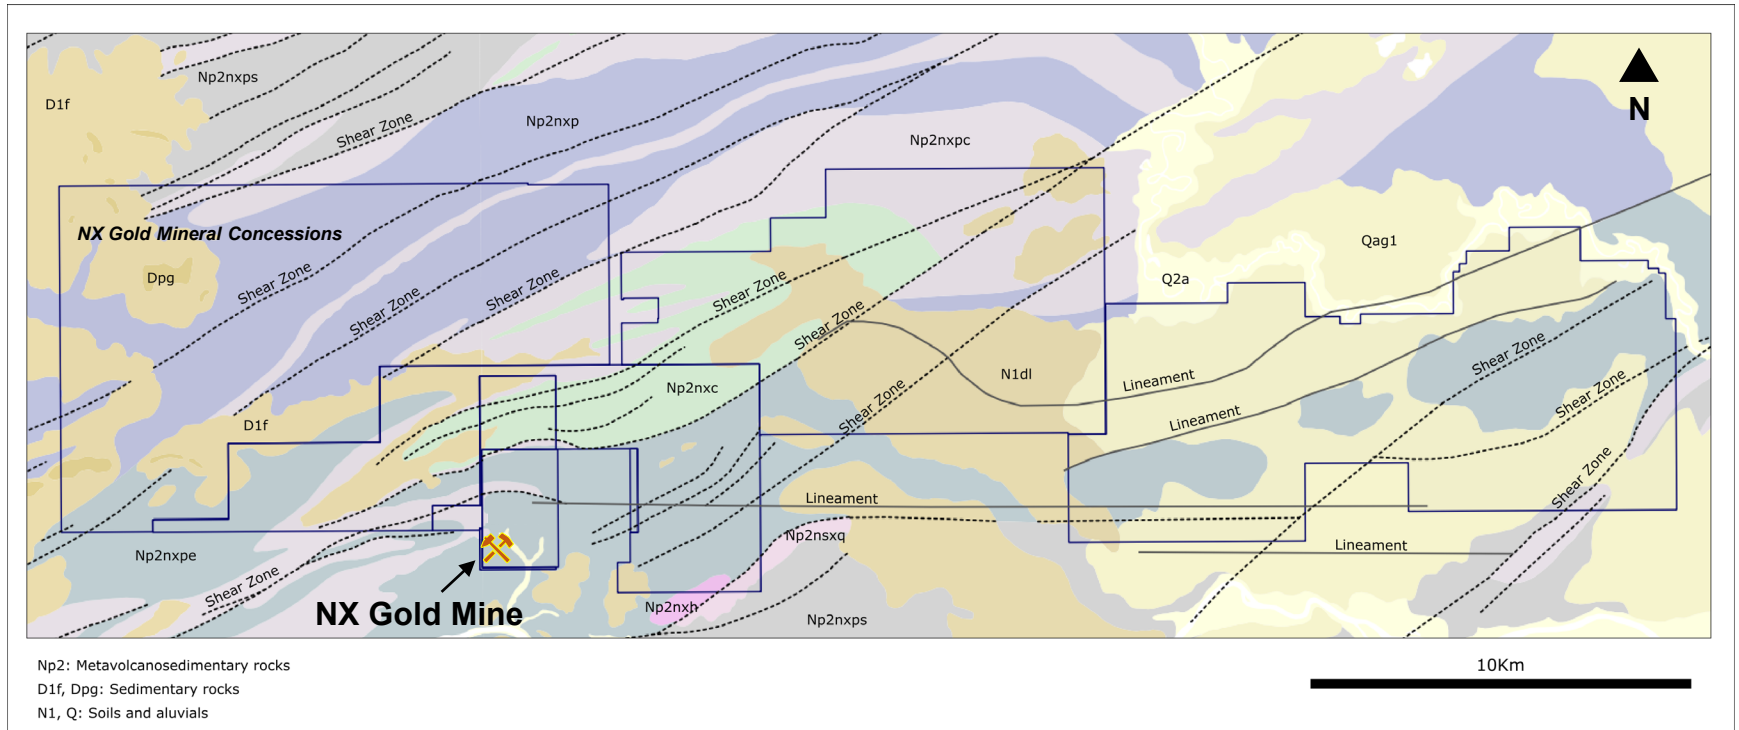 Np2nxps
D1f
Shear Zone
Np2nxp
Np2nxpc
N
NX Gold Mineral Concessions
Dpg
Shear Zone
Shear Zone
Shear Zone
Shear Zone
Shear Zone
Qag1
Q2a
Np2nxc
N1dl
Lineament
Shear Zone
Shear Zone
Shear Zone
Lineament
D1f
Lineament
Shear Zone
Np2nxpe
Np2nsxq
Lineament
Shear Zone
NX Gold Mine
Np2nxh
Np2nxps
Np2: Metavolcanosedimentary rocks
D1f, Dpg: Sedimentary rocks
N1, Q: Soils and aluvials
10Km